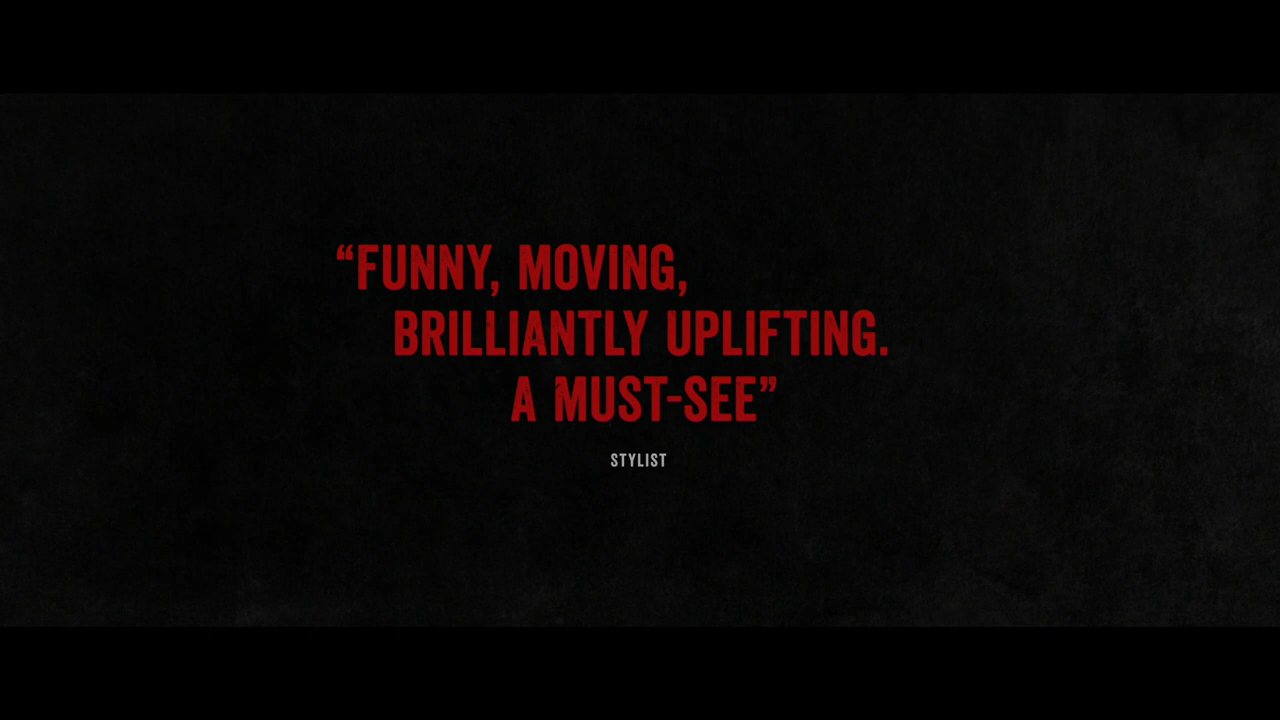 “FUNNY, MOVING,
BRILLIANTLY UPLIFTING.
A MUST-SEE”
STYLIST